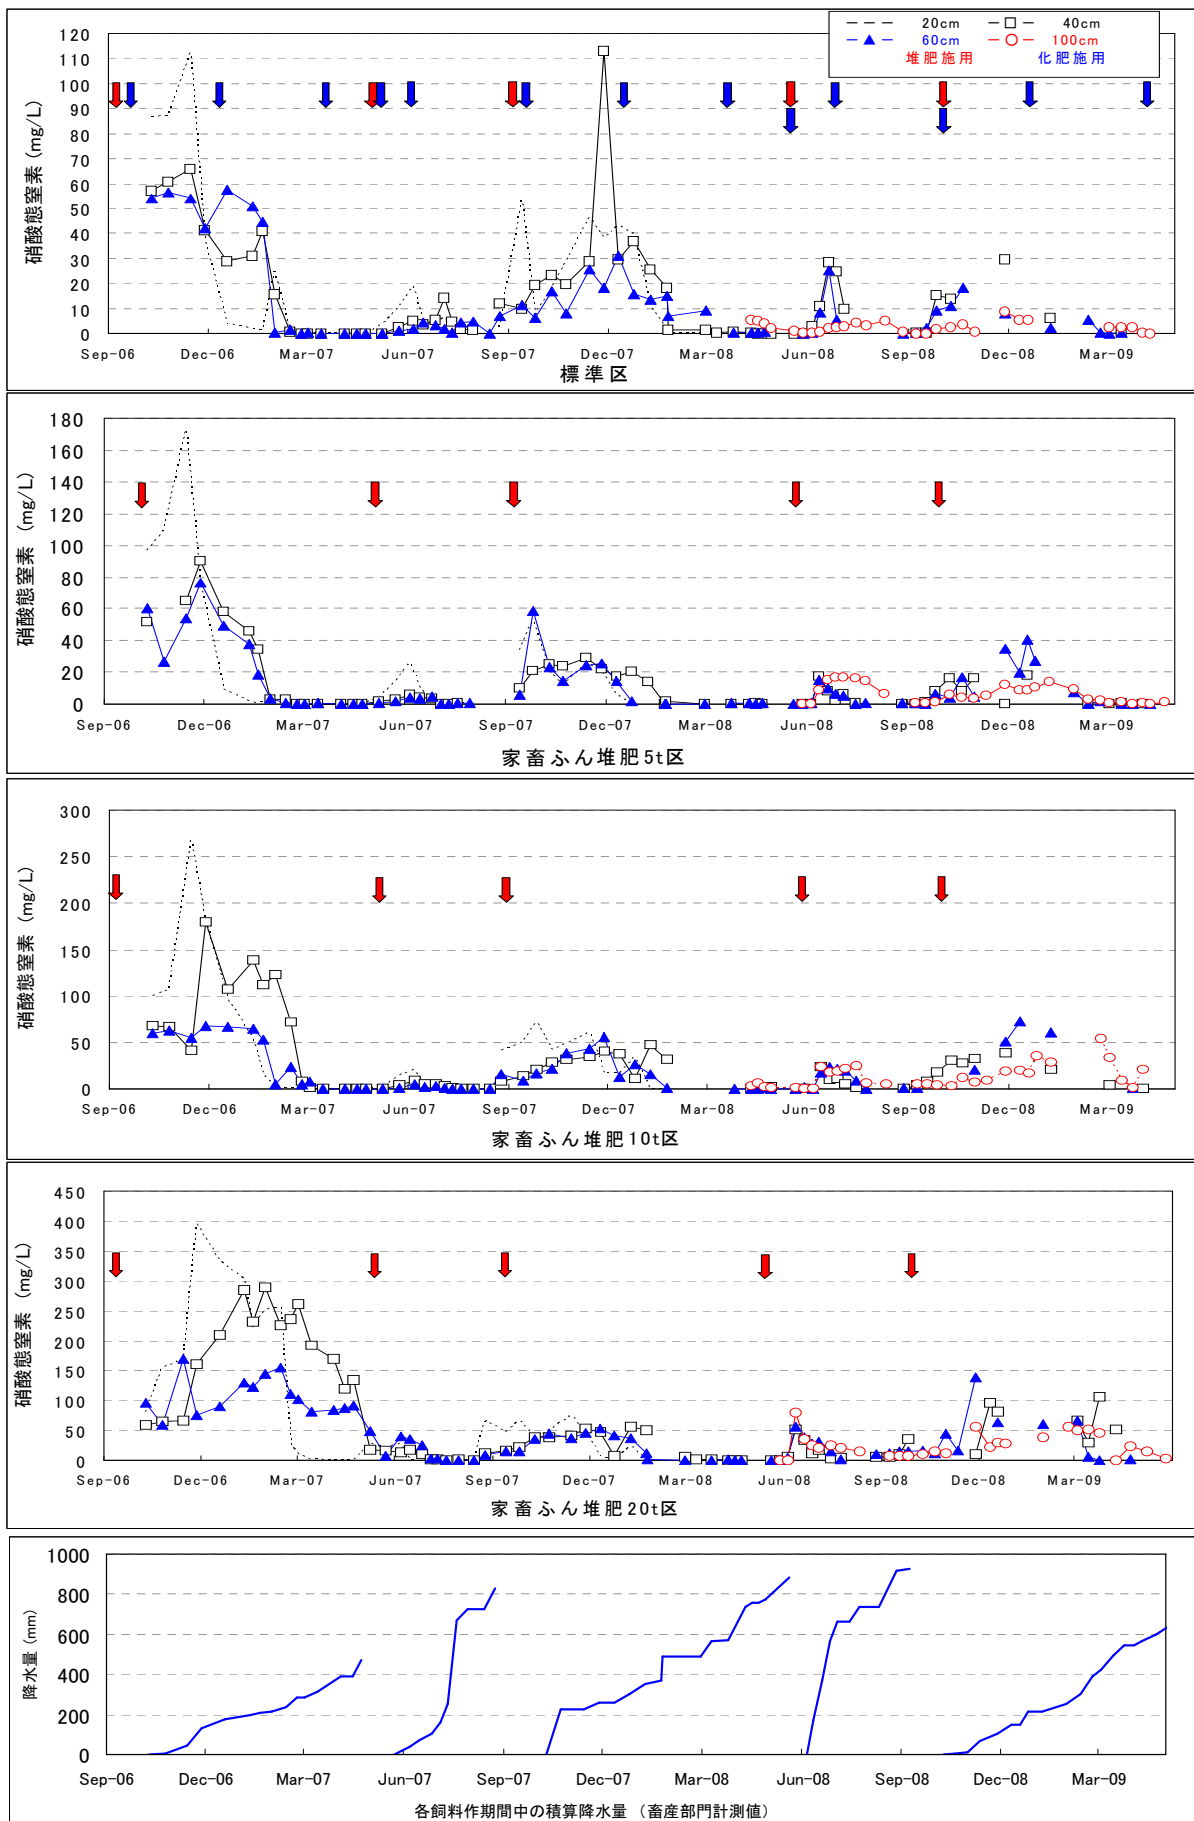 20cm 40cm
60cm 100cm
堆肥施用 化肥施用
硝酸態窒素 (mg/L)
120
110
100
90
80
70
60
50
40
30
20
10
0
Sep-06 Dec-06 Mar-07 Jun-07 Sep-07 Dec-07 Mar-08 Jun-08 Sep-08 Dec-08 Mar-09
標準区
硝酸態窒素 (mg/L)
180
160
140
120
100
80
60
40
20
0
Sep-06 Dec-06 Mar-07 Jun-07 Sep-07 Dec-07 Mar-08 Jun-08 Sep-08 Dec-08 Mar-09
家畜ふん堆肥5t区
硝酸態窒素 (mg/L)
300
250
200
150
100
50
0
Sep-06 Dec-06 Mar-07 Jun-07 Sep-07 Dec-07 Mar-08 Jun-08 Sep-08 Dec-08 Mar-09
家畜ふん堆肥10t区
硝酸態窒素 (mg/L)
450
400
350
300
250
200
150
100
50
0
Sep-06 Dec-06 Mar-07 Jun-07 Sep-07 Dec-07 Mar-08 Jun-08 Sep-08 Dec-08 Mar-09
家畜ふん堆肥20t区
降水量 (mm)
1000
800
600
400
200
0
Sep-06 Dec-06 Mar-07 Jun-07 Sep-07 Dec-07 Mar-08 Jun-08 Sep-08 Dec-08 Mar-09
各飼料作期間中の積算降水量 (畜産部門計測値)